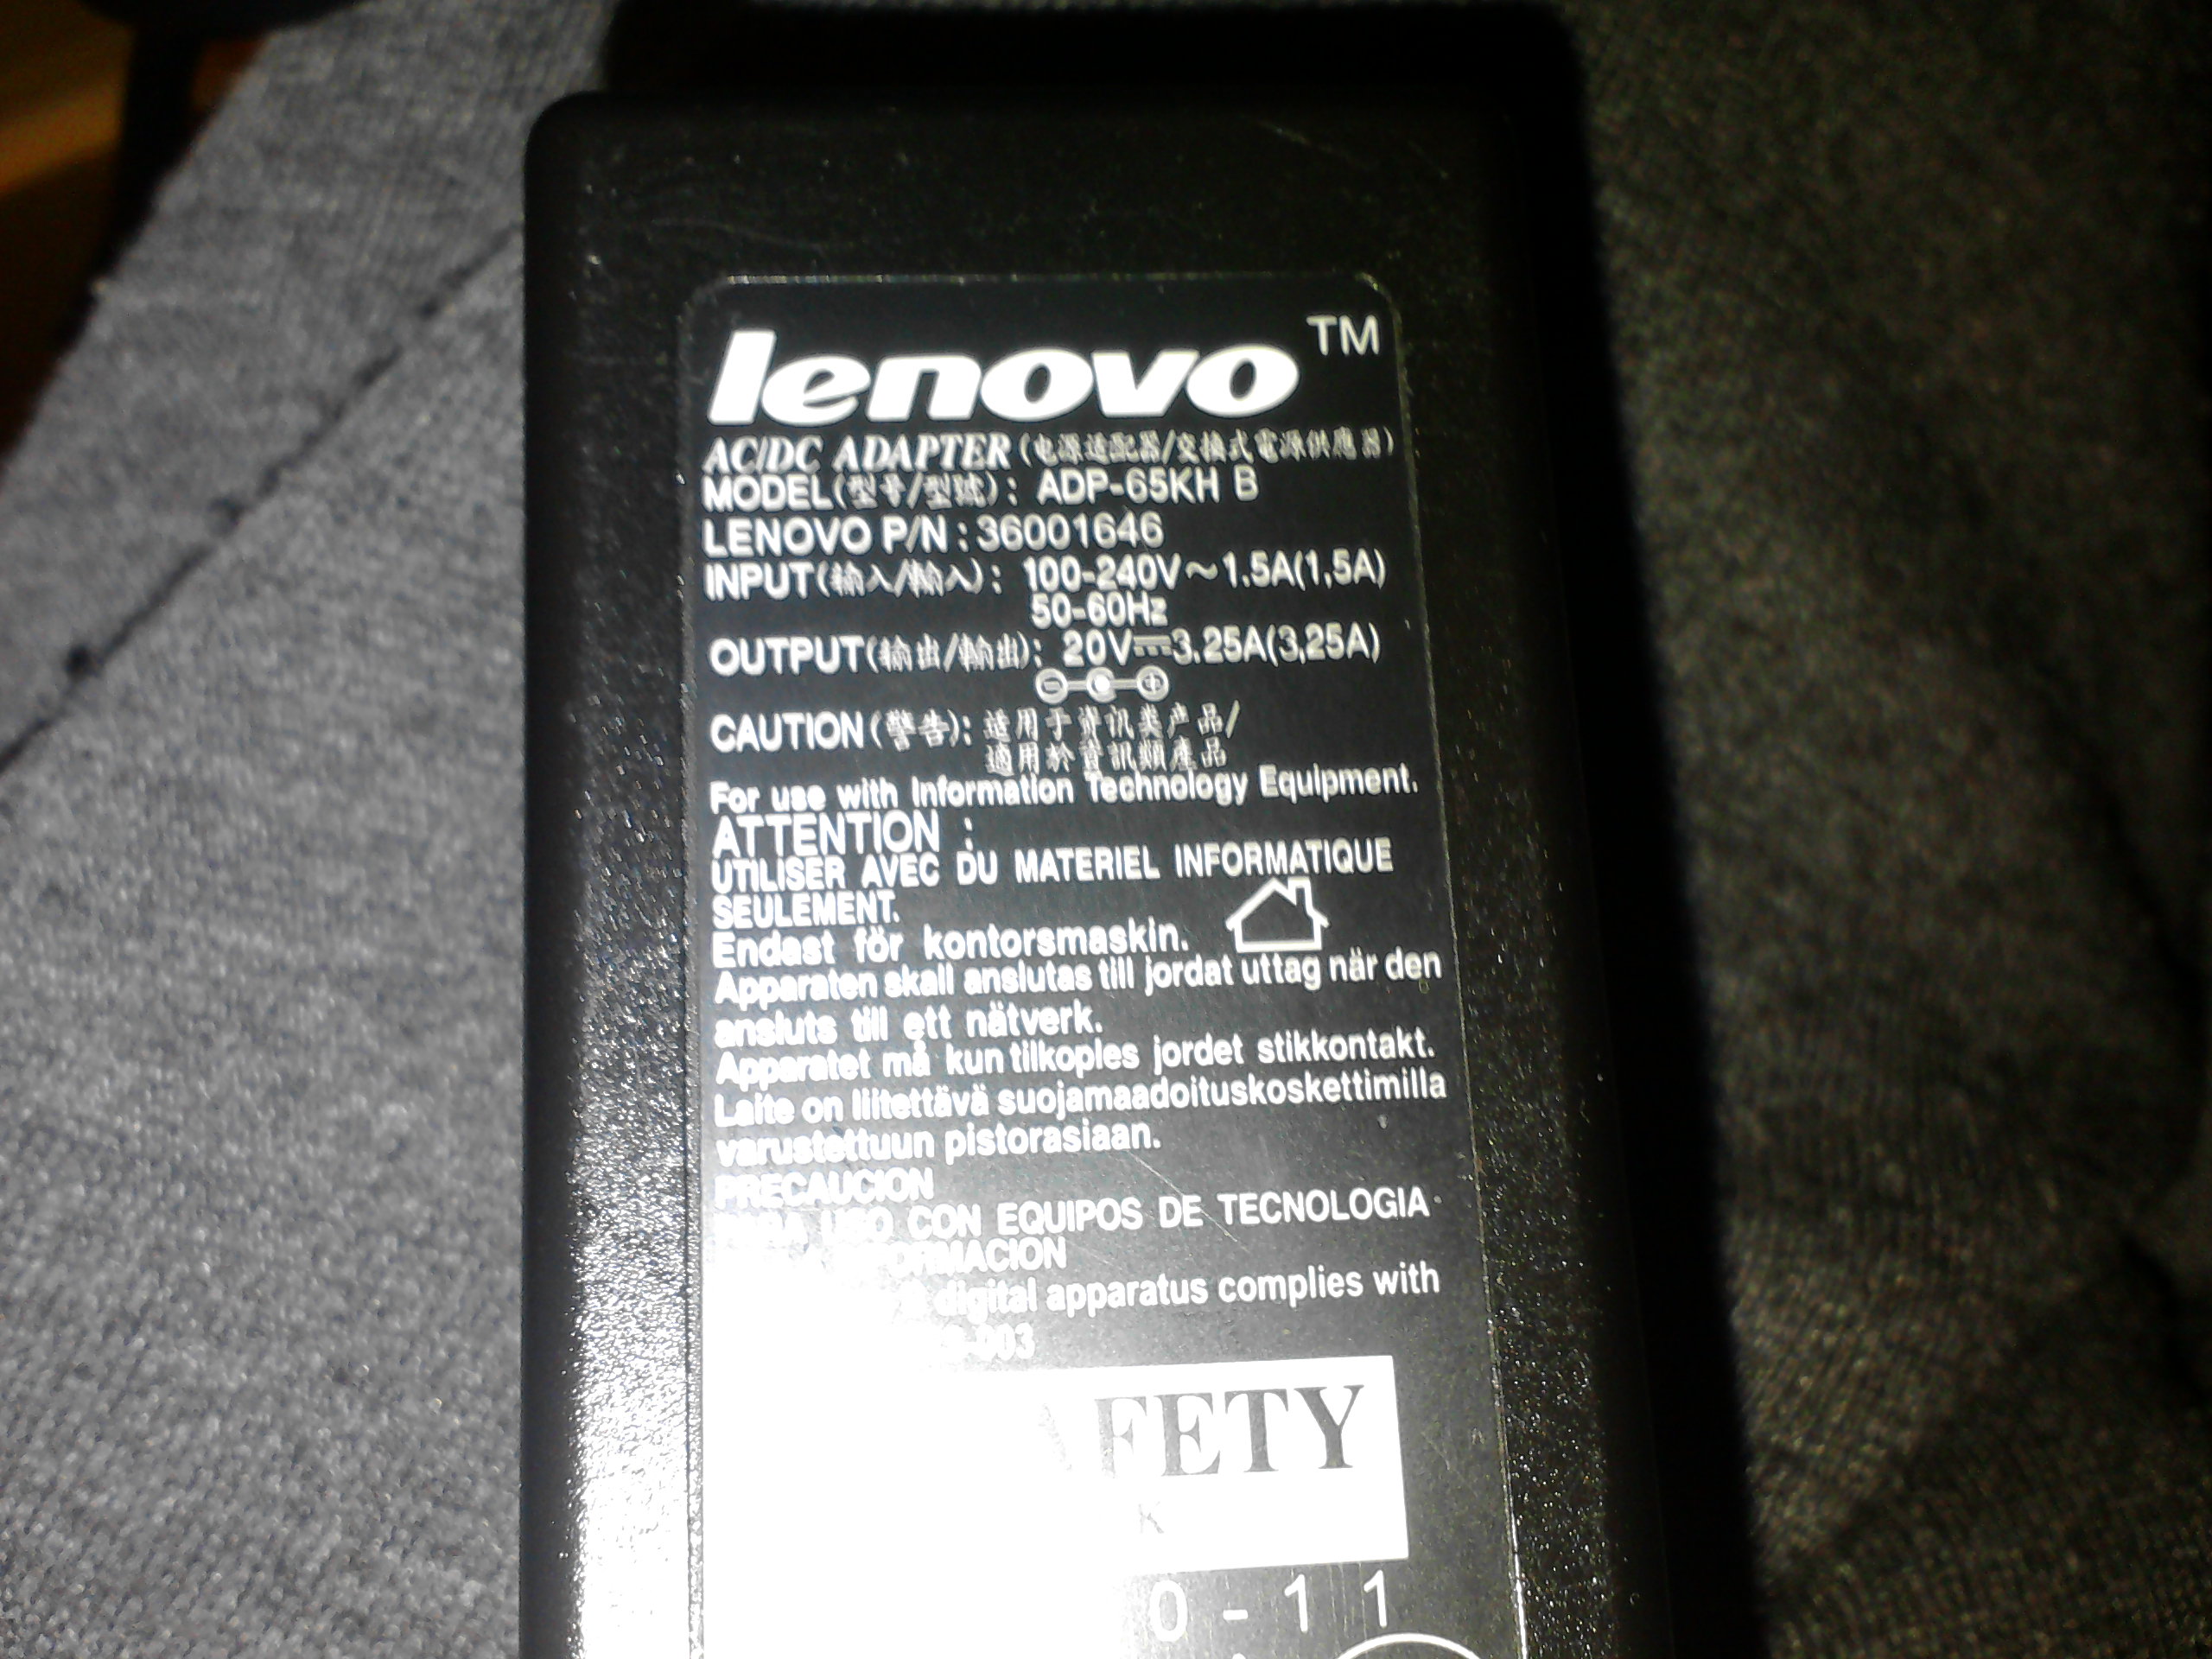 lenovo TM
AC/DC ADAPTER (电源适配器/交换式電源供應器)
MODEL(型号/型號): ADP-65KH B
LENOVO P/N : 36001646
INPUT(输入/輸入): 100-240V~1.5A(1,5A)
50-60Hz
OUTPUT(输出/輸出): 20V⎓3.25A(3,25A)
CAUTION (警告): 适用于资讯类产品/
適用於資訊類產品
For use with Information Technology Equipment.
ATTENTION :
UTILISER AVEC DU MATERIEL INFORMATIQUE
SEULEMENT.
Endast för kontorsmaskin.
Apparaten skall anslutas till jordat uttag när den
ansluts till ett nätverk.
Apparatet må kun tilkoples jordet stikkontakt.
Laite on liitettävä suojamaadoituskoskettimilla
varustettuun pistorasiaan.
PRECAUCION
USO CON EQUIPOS DE TECNOLOGIA
digital apparatus complies with
K
0-11